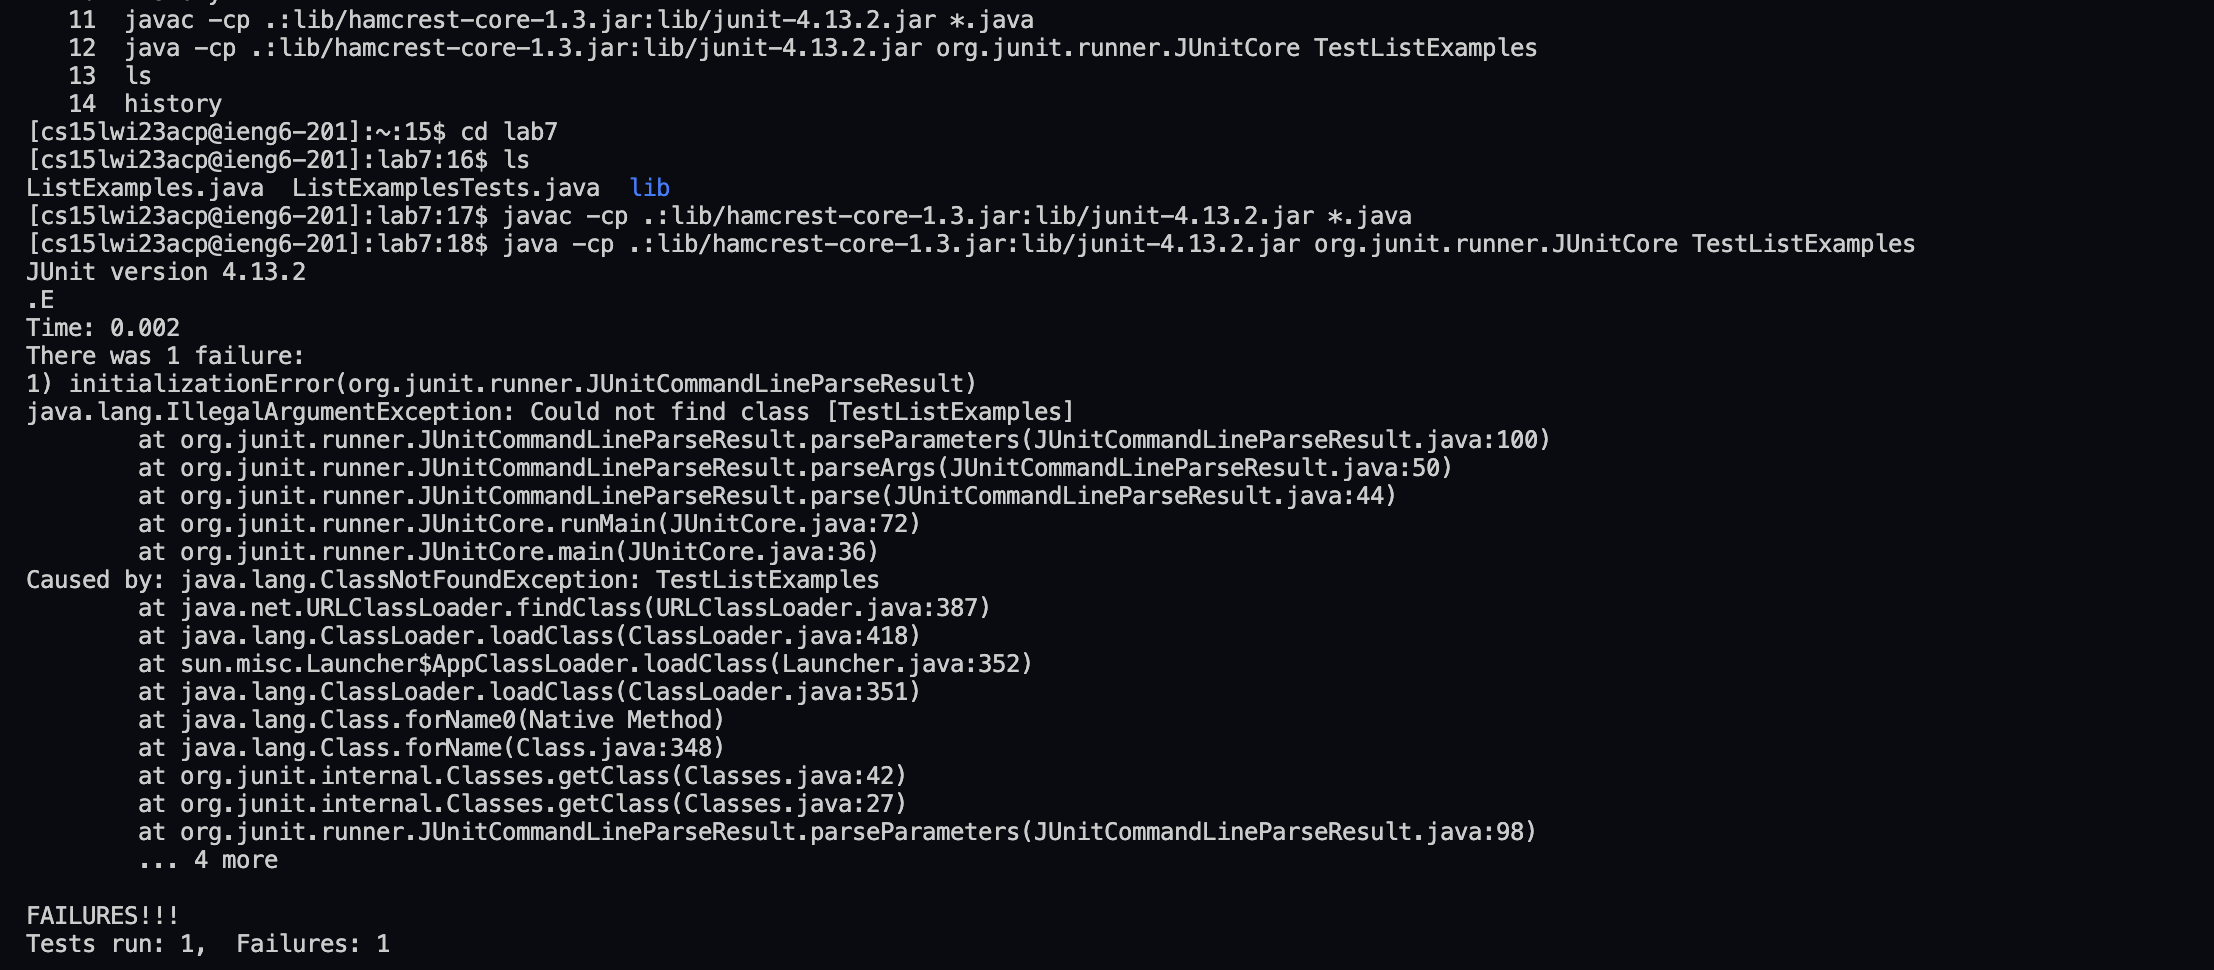 11  javac -cp .:lib/hamcrest-core-1.3.jar:lib/junit-4.13.2.jar *.java
12  java -cp .:lib/hamcrest-core-1.3.jar:lib/junit-4.13.2.jar org.junit.runner.JUnitCore TestListExamples
13  ls
14  history
[cs15lwi23acp@ieng6-201]:~:15$ cd lab7
[cs15lwi23acp@ieng6-201]:lab7:16$ ls
ListExamples.java  ListExamplesTests.java  lib
[cs15lwi23acp@ieng6-201]:lab7:17$ javac -cp .:lib/hamcrest-core-1.3.jar:lib/junit-4.13.2.jar *.java
[cs15lwi23acp@ieng6-201]:lab7:18$ java -cp .:lib/hamcrest-core-1.3.jar:lib/junit-4.13.2.jar org.junit.runner.JUnitCore TestListExamples
JUnit version 4.13.2
.E
Time: 0.002
There was 1 failure:
1) initializationError(org.junit.runner.JUnitCommandLineParseResult)
java.lang.IllegalArgumentException: Could not find class [TestListExamples]
        at org.junit.runner.JUnitCommandLineParseResult.parseParameters(JUnitCommandLineParseResult.java:100)
        at org.junit.runner.JUnitCommandLineParseResult.parseArgs(JUnitCommandLineParseResult.java:50)
        at org.junit.runner.JUnitCommandLineParseResult.parse(JUnitCommandLineParseResult.java:44)
        at org.junit.runner.JUnitCore.runMain(JUnitCore.java:72)
        at org.junit.runner.JUnitCore.main(JUnitCore.java:36)
Caused by: java.lang.ClassNotFoundException: TestListExamples
        at java.net.URLClassLoader.findClass(URLClassLoader.java:387)
        at java.lang.ClassLoader.loadClass(ClassLoader.java:418)
        at sun.misc.Launcher$AppClassLoader.loadClass(Launcher.java:352)
        at java.lang.ClassLoader.loadClass(ClassLoader.java:351)
        at java.lang.Class.forName0(Native Method)
        at java.lang.Class.forName(Class.java:348)
        at org.junit.internal.Classes.getClass(Classes.java:42)
        at org.junit.internal.Classes.getClass(Classes.java:27)
        at org.junit.runner.JUnitCommandLineParseResult.parseParameters(JUnitCommandLineParseResult.java:98)
        ... 4 more
FAILURES!!!
Tests run: 1,  Failures: 1